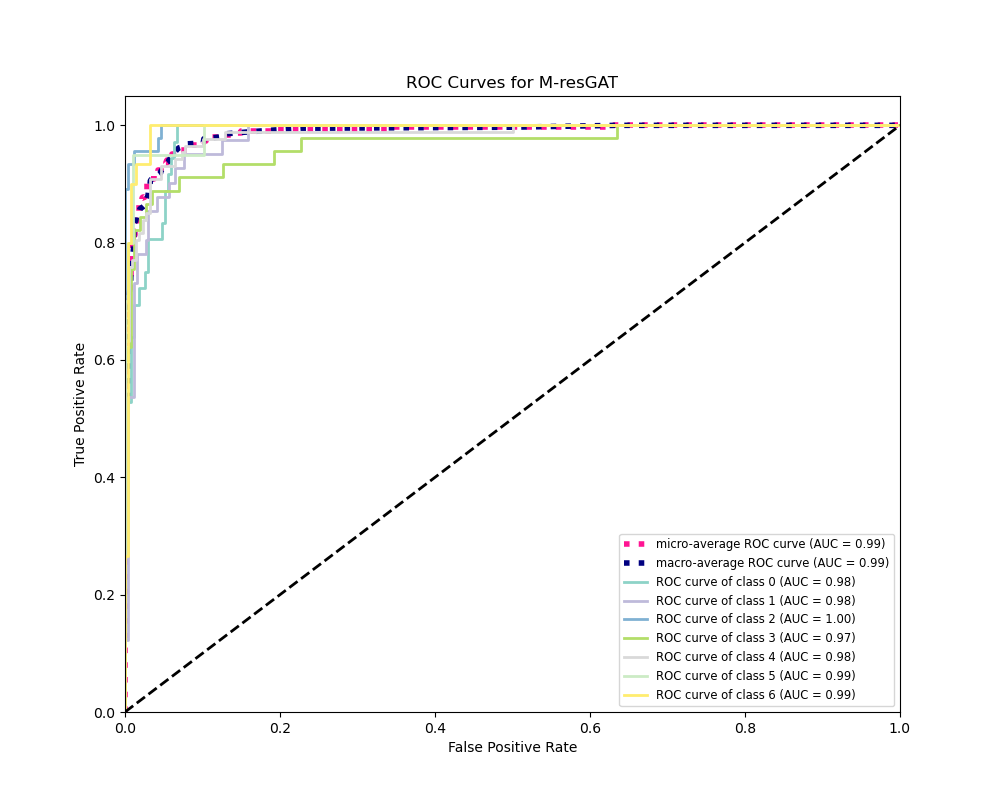 ROC Curves for M-resGAT
True Positive Rate
1.0
0.8
0.6
0.4
0.2
0.0
micro-average ROC curve (AUC = 0.99)
macro-average ROC curve (AUC = 0.99)
ROC curve of class 0 (AUC = 0.98)
ROC curve of class 1 (AUC = 0.98)
ROC curve of class 2 (AUC = 1.00)
ROC curve of class 3 (AUC = 0.97)
ROC curve of class 4 (AUC = 0.98)
ROC curve of class 5 (AUC = 0.99)
ROC curve of class 6 (AUC = 0.99)
0.0 0.2 0.4 0.6 0.8 1.0
False Positive Rate